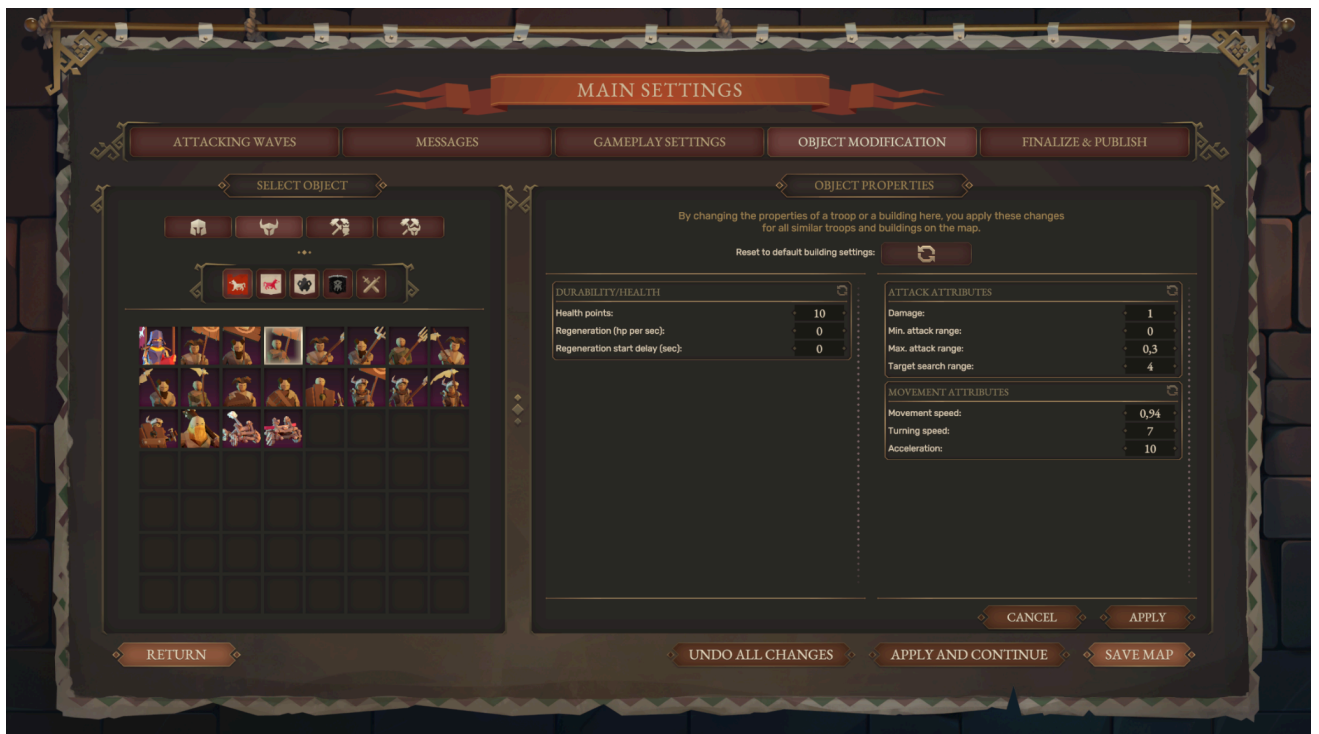 MAIN SETTINGS
ATTACKING WAVES
MESSAGES
GAMEPLAY SETTINGS
OBJECT MODIFICATION
FINALIZE & PUBLISH
SELECT OBJECT
OBJECT PROPERTIES
By changing the properties of a troop or a building here, you apply these changes
for all similar troops and buildings on the map.
Reset to default building settings:
DURABILITY/HEALTH
Health points: 10
Regeneration (hp per sec): 0
Regeneration start delay (sec): 0
ATTACK ATTRIBUTES
Damage: 1
Min. attack range: 0
Max. attack range: 0,3
Target search range: 4
MOVEMENT ATTRIBUTES
Movement speed: 0,94
Turning speed: 7
Acceleration: 10
CANCEL
APPLY
RETURN
UNDO ALL CHANGES
APPLY AND CONTINUE
SAVE MAP